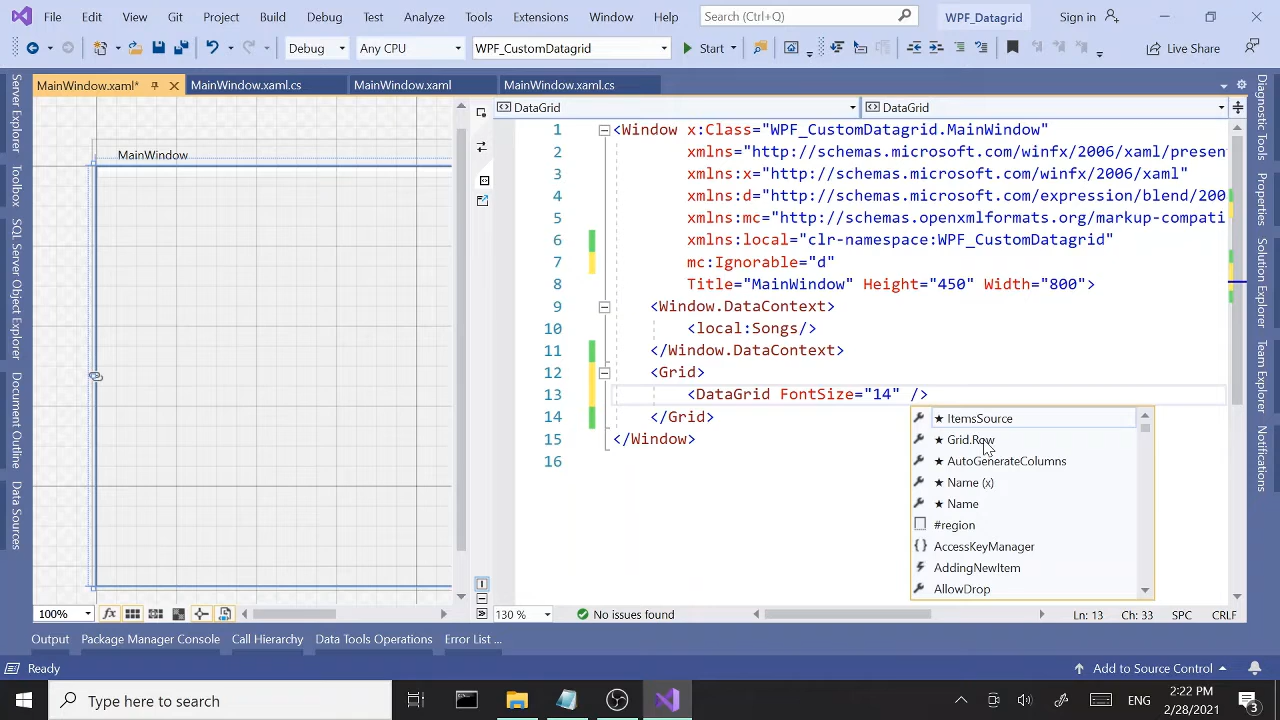 File Edit View Git Project Build Debug Test Analyze Tools Extensions Window Help Search (Ctrl+Q) WPF_Datagrid Sign in
Debug Any CPU WPF_CustomDatagrid Start Live Share
MainWindow.xaml* MainWindow.xaml.cs MainWindow.xaml MainWindow.xaml.cs
Server Explorer
Toolbox
SQL Server Object Explorer
Document Outline
Data Sources
MainWindow
DataGrid DataGrid
1 <Window x:Class="WPF_CustomDatagrid.MainWindow"
2 xmlns="http://schemas.microsoft.com/winfx/2006/xaml/presen
3 xmlns:x="http://schemas.microsoft.com/winfx/2006/xaml"
4 xmlns:d="http://schemas.microsoft.com/expression/blend/200
5 xmlns:mc="http://schemas.openxmlformats.org/markup-compati
6 xmlns:local="clr-namespace:WPF_CustomDatagrid"
7 mc:Ignorable="d"
8 Title="MainWindow" Height="450" Width="800">
9 <Window.DataContext>
10 <local:Songs/>
11 </Window.DataContext>
12 <Grid>
13 <DataGrid FontSize="14" />
14 </Grid>
15 </Window>
16
★ ItemsSource
★ Grid.Row
★ AutoGenerateColumns
★ Name (x)
★ Name
#region
{} AccessKeyManager
AddingNewItem
AllowDrop
Diagnostic Tools
Properties
Solution Explorer
Team Explorer
Notifications
100% fx 130 % No issues found Ln: 13 Ch: 33 SPC CRLF
Output Package Manager Console Call Hierarchy Data Tools Operations Error List ...
Ready Add to Source Control
Type here to search ENG
:22 PM
2/28/2021
3